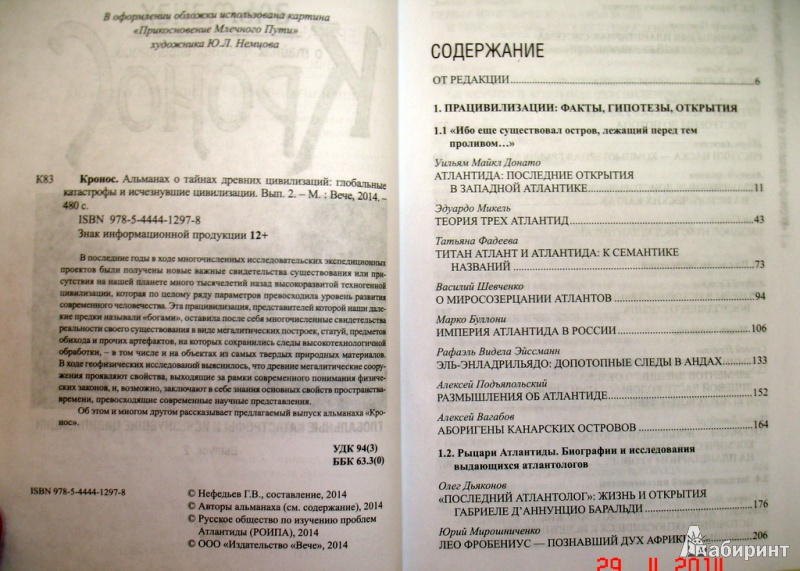 В оформлении обложки использована картина
«Прикосновение Млечного Пути»
художника Ю.Л. Немцова
К83 Кронос. Альманах о тайнах древних цивилизаций: глобальные
катастрофы и исчезнувшие цивилизации. Вып. 2. – М. : Вече, 2014. –
480 с.
ISBN 978-5-4444-1297-8
Знак информационной продукции 12+
В последние годы в ходе многочисленных исследовательских экспедиционных
проектов были получены новые важные свидетельства существования или при-
сутствия на нашей планете много тысячелетий назад высокоразвитой техногенной
цивилизации, которая по целому ряду параметров превосходила уровень развития
современного человечества. Эта працивилизация, представителей которой наши да-
лекие предки называли «богами», оставила после себя многочисленные свидетельства
реальности своего существования в виде мегалитических построек, статуй, предметов
обихода и прочих артефактов, на которых сохранились следы высокотехнологичной
обработки, – в том числе и на объектах из самых твердых природных материалов.
В ходе геофизических исследований выяснилось, что древние мегалитические соору-
жения проявляют свойства, выходящие за рамки современного понимания физиче-
ских законов, и, возможно, заключают в себе знания основных свойств пространства-
времени, превосходящие современные научные представления.
Об этом и многом другом рассказывает предлагаемый выпуск альманаха «Кро-
нос».
УДК 94(3)
ББК 63.3(0)
ISBN 978-5-4444-1297-8
© Нефедьев Г.В., составление, 2014
© Авторы альманаха (см. содержание), 2014
© Русское общество по изучению проблем
Атлантиды (РОИПА), 2014
© ООО «Издательство «Вече», 2014
СОДЕРЖАНИЕ
ОТ РЕДАКЦИИ 6
1. ПРАЦИВИЛИЗАЦИИ: ФАКТЫ, ГИПОТЕЗЫ, ОТКРЫТИЯ
1.1 «Ибо еще существовал остров, лежащий перед тем
проливом...»
Уильям Майкл Донато
АТЛАНТИДА: ПОСЛЕДНИЕ ОТКРЫТИЯ
В ЗАПАДНОЙ АТЛАНТИКЕ 11
Эдуардо Микель
ТЕОРИЯ ТРЕХ АТЛАНТИД 43
Татьяна Фадеева
ТИТАН АТЛАНТ И АТЛАНТИДА: К СЕМАНТИКЕ
НАЗВАНИЙ 73
Василий Шевченко
О МИРОСОЗЕРЦАНИИ АТЛАНТОВ 94
Марко Буллони
ИМПЕРИЯ АТЛАНТИДА В РОССИИ 106
Рафаэль Видела Эйссманн
ЭЛЬ-ЭНЛАДРИЛЬЯДО: ДОПОТОПНЫЕ СЛЕДЫ В АНДАХ 133
Алексей Подъяпольский
РАЗМЫШЛЕНИЯ ОБ АТЛАНТИДЕ 152
Алексей Вагабов
АБОРИГЕНЫ КАНАРСКИХ ОСТРОВОВ 164
1.2. Рыцари Атлантиды. Биографии и исследования
выдающихся атлантологов
Олег Дьяконов
«ПОСЛЕДНИЙ АТЛАНТОЛОГ»: ЖИЗНЬ И ОТКРЫТИЯ
ГАБРИЕЛЕ Д’АННУНЦИО БАРАЛЬДИ 176
Юрий Мирошниченко
ЛЕО ФРОБЕНИУС — ПОЗНАВШИЙ ДУХ АФРИКИ 206
29 11 2014
Лабиринт